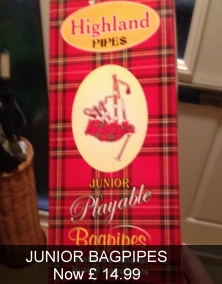 Highland
PIPES
JUNIOR
Playable
Bagpipes
JUNIOR BAGPIPES
Now £ 14.99